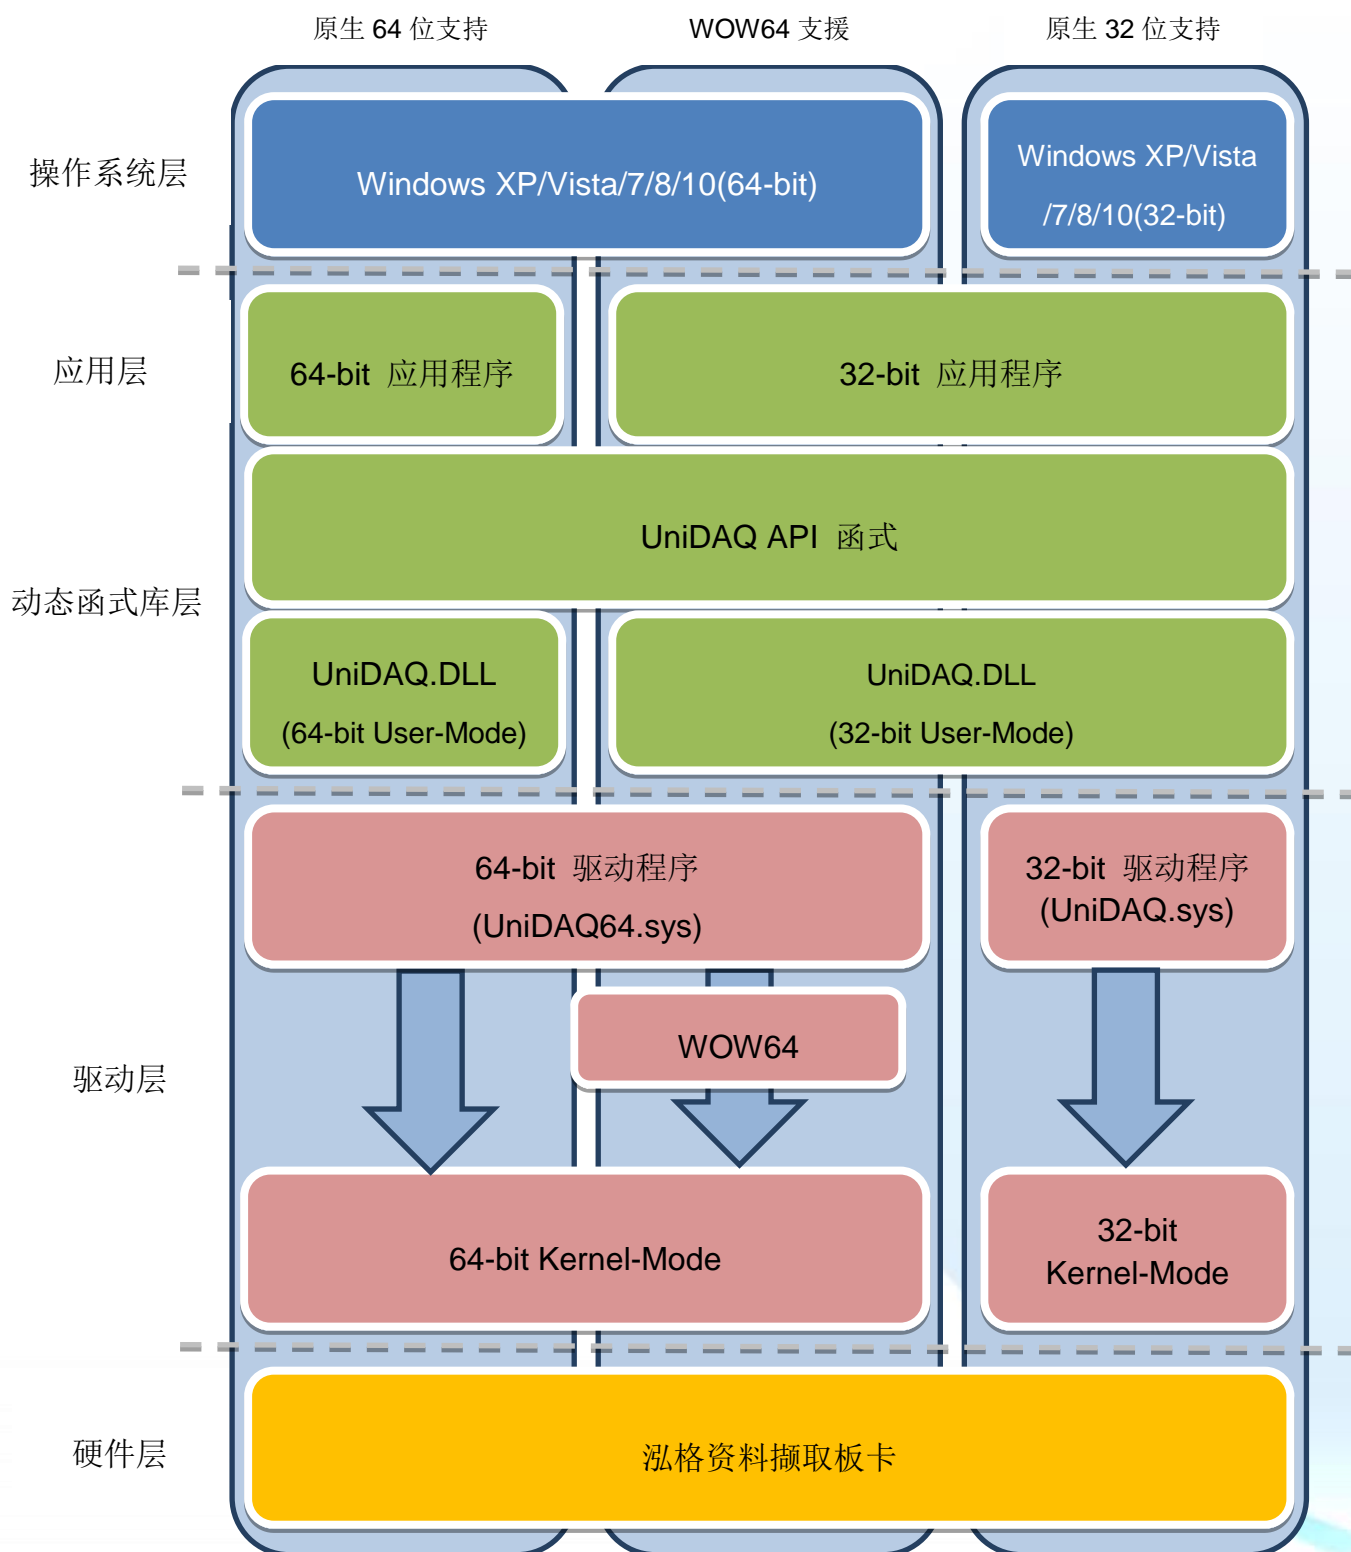 原生 64 位支持
WOW64 支援
原生 32 位支持
操作系统层
Windows XP/Vista/7/8/10(64-bit)
Windows XP/Vista
/7/8/10(32-bit)
应用层
64-bit 应用程序
32-bit 应用程序
动态函式库层
UniDAQ API 函式
UniDAQ.DLL
(64-bit User-Mode)
UniDAQ.DLL
(32-bit User-Mode)
驱动层
64-bit 驱动程序
(UniDAQ64.sys)
32-bit 驱动程序
(UniDAQ.sys)
WOW64
64-bit Kernel-Mode
32-bit
Kernel-Mode
硬件层
泓格资料撷取板卡